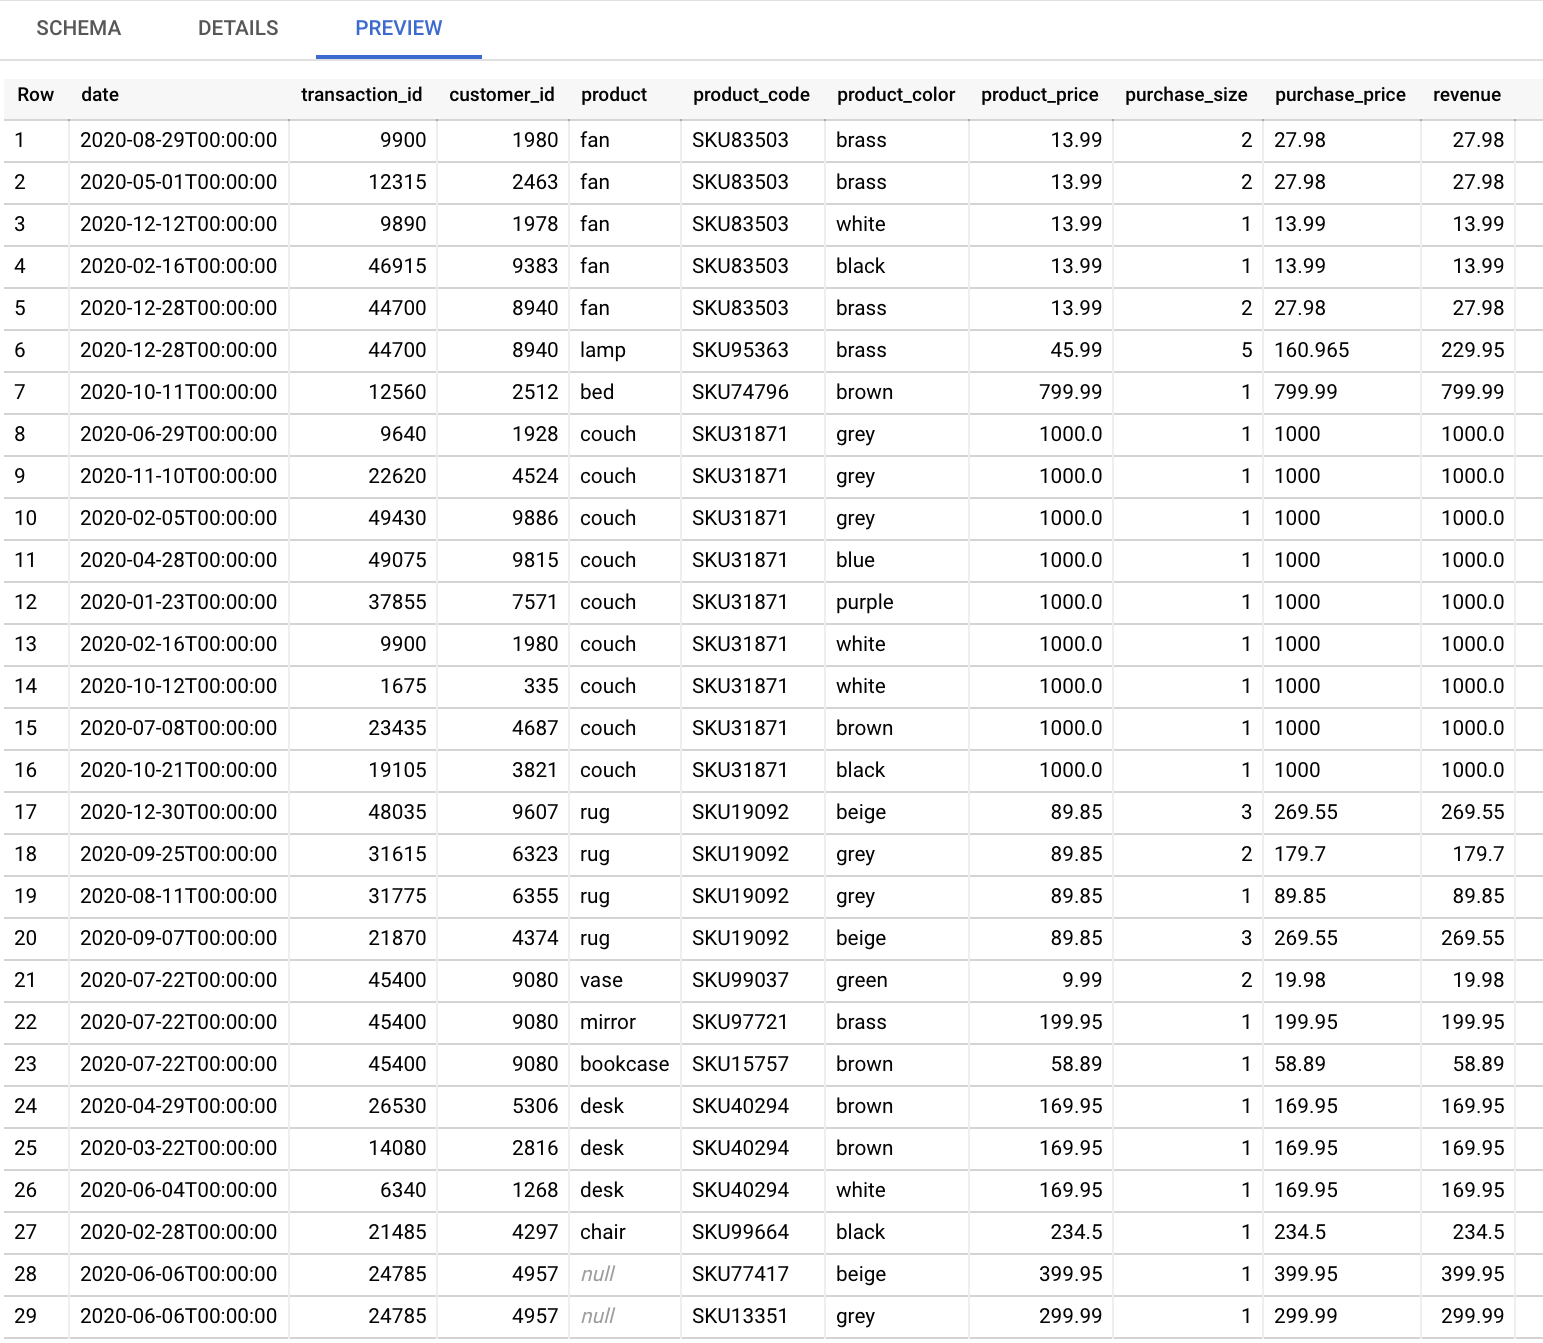 SCHEMA DETAILS PREVIEW
Row date transaction_id customer_id product product_code product_color product_price purchase_size purchase_price revenue
1 2020-08-29T00:00:00 9900 1980 fan SKU83503 brass 13.99 2 27.98 27.98
2 2020-05-01T00:00:00 12315 2463 fan SKU83503 brass 13.99 2 27.98 27.98
3 2020-12-12T00:00:00 9890 1978 fan SKU83503 white 13.99 1 13.99 13.99
4 2020-02-16T00:00:00 46915 9383 fan SKU83503 black 13.99 1 13.99 13.99
5 2020-12-28T00:00:00 44700 8940 fan SKU83503 brass 13.99 2 27.98 27.98
6 2020-12-28T00:00:00 44700 8940 lamp SKU95363 brass 45.99 5 160.965 229.95
7 2020-10-11T00:00:00 12560 2512 bed SKU74796 brown 799.99 1 799.99 799.99
8 2020-06-29T00:00:00 9640 1928 couch SKU31871 grey 1000.0 1 1000 1000.0
9 2020-11-10T00:00:00 22620 4524 couch SKU31871 grey 1000.0 1 1000 1000.0
10 2020-02-05T00:00:00 49430 9886 couch SKU31871 grey 1000.0 1 1000 1000.0
11 2020-04-28T00:00:00 49075 9815 couch SKU31871 blue 1000.0 1 1000 1000.0
12 2020-01-23T00:00:00 37855 7571 couch SKU31871 purple 1000.0 1 1000 1000.0
13 2020-02-16T00:00:00 9900 1980 couch SKU31871 white 1000.0 1 1000 1000.0
14 2020-10-12T00:00:00 1675 335 couch SKU31871 white 1000.0 1 1000 1000.0
15 2020-07-08T00:00:00 23435 4687 couch SKU31871 brown 1000.0 1 1000 1000.0
16 2020-10-21T00:00:00 19105 3821 couch SKU31871 black 1000.0 1 1000 1000.0
17 2020-12-30T00:00:00 48035 9607 rug SKU19092 beige 89.85 3 269.55 269.55
18 2020-09-25T00:00:00 31615 6323 rug SKU19092 grey 89.85 2 179.7 179.7
19 2020-08-11T00:00:00 31775 6355 rug SKU19092 grey 89.85 1 89.85 89.85
20 2020-09-07T00:00:00 21870 4374 rug SKU19092 beige 89.85 3 269.55 269.55
21 2020-07-22T00:00:00 45400 9080 vase SKU99037 green 9.99 2 19.98 19.98
22 2020-07-22T00:00:00 45400 9080 mirror SKU97721 brass 199.95 1 199.95 199.95
23 2020-07-22T00:00:00 45400 9080 bookcase SKU15757 brown 58.89 1 58.89 58.89
24 2020-04-29T00:00:00 26530 5306 desk SKU40294 brown 169.95 1 169.95 169.95
25 2020-03-22T00:00:00 14080 2816 desk SKU40294 brown 169.95 1 169.95 169.95
26 2020-06-04T00:00:00 6340 1268 desk SKU40294 white 169.95 1 169.95 169.95
27 2020-02-28T00:00:00 21485 4297 chair SKU99664 black 234.5 1 234.5 234.5
28 2020-06-06T00:00:00 24785 4957 null SKU77417 beige 399.95 1 399.95 399.95
29 2020-06-06T00:00:00 24785 4957 null SKU13351 grey 299.99 1 299.99 299.99